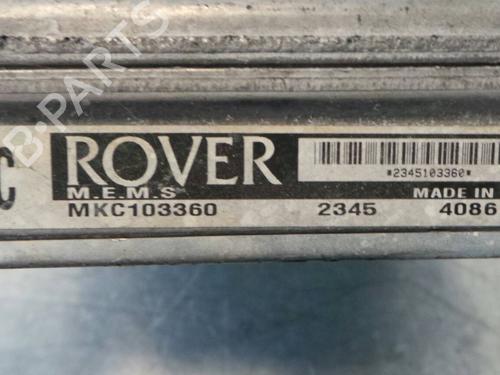 C ROVER
*2345103360*
M.E.M.S MADE IN
MKC103360 2345 4086
B-PARTS